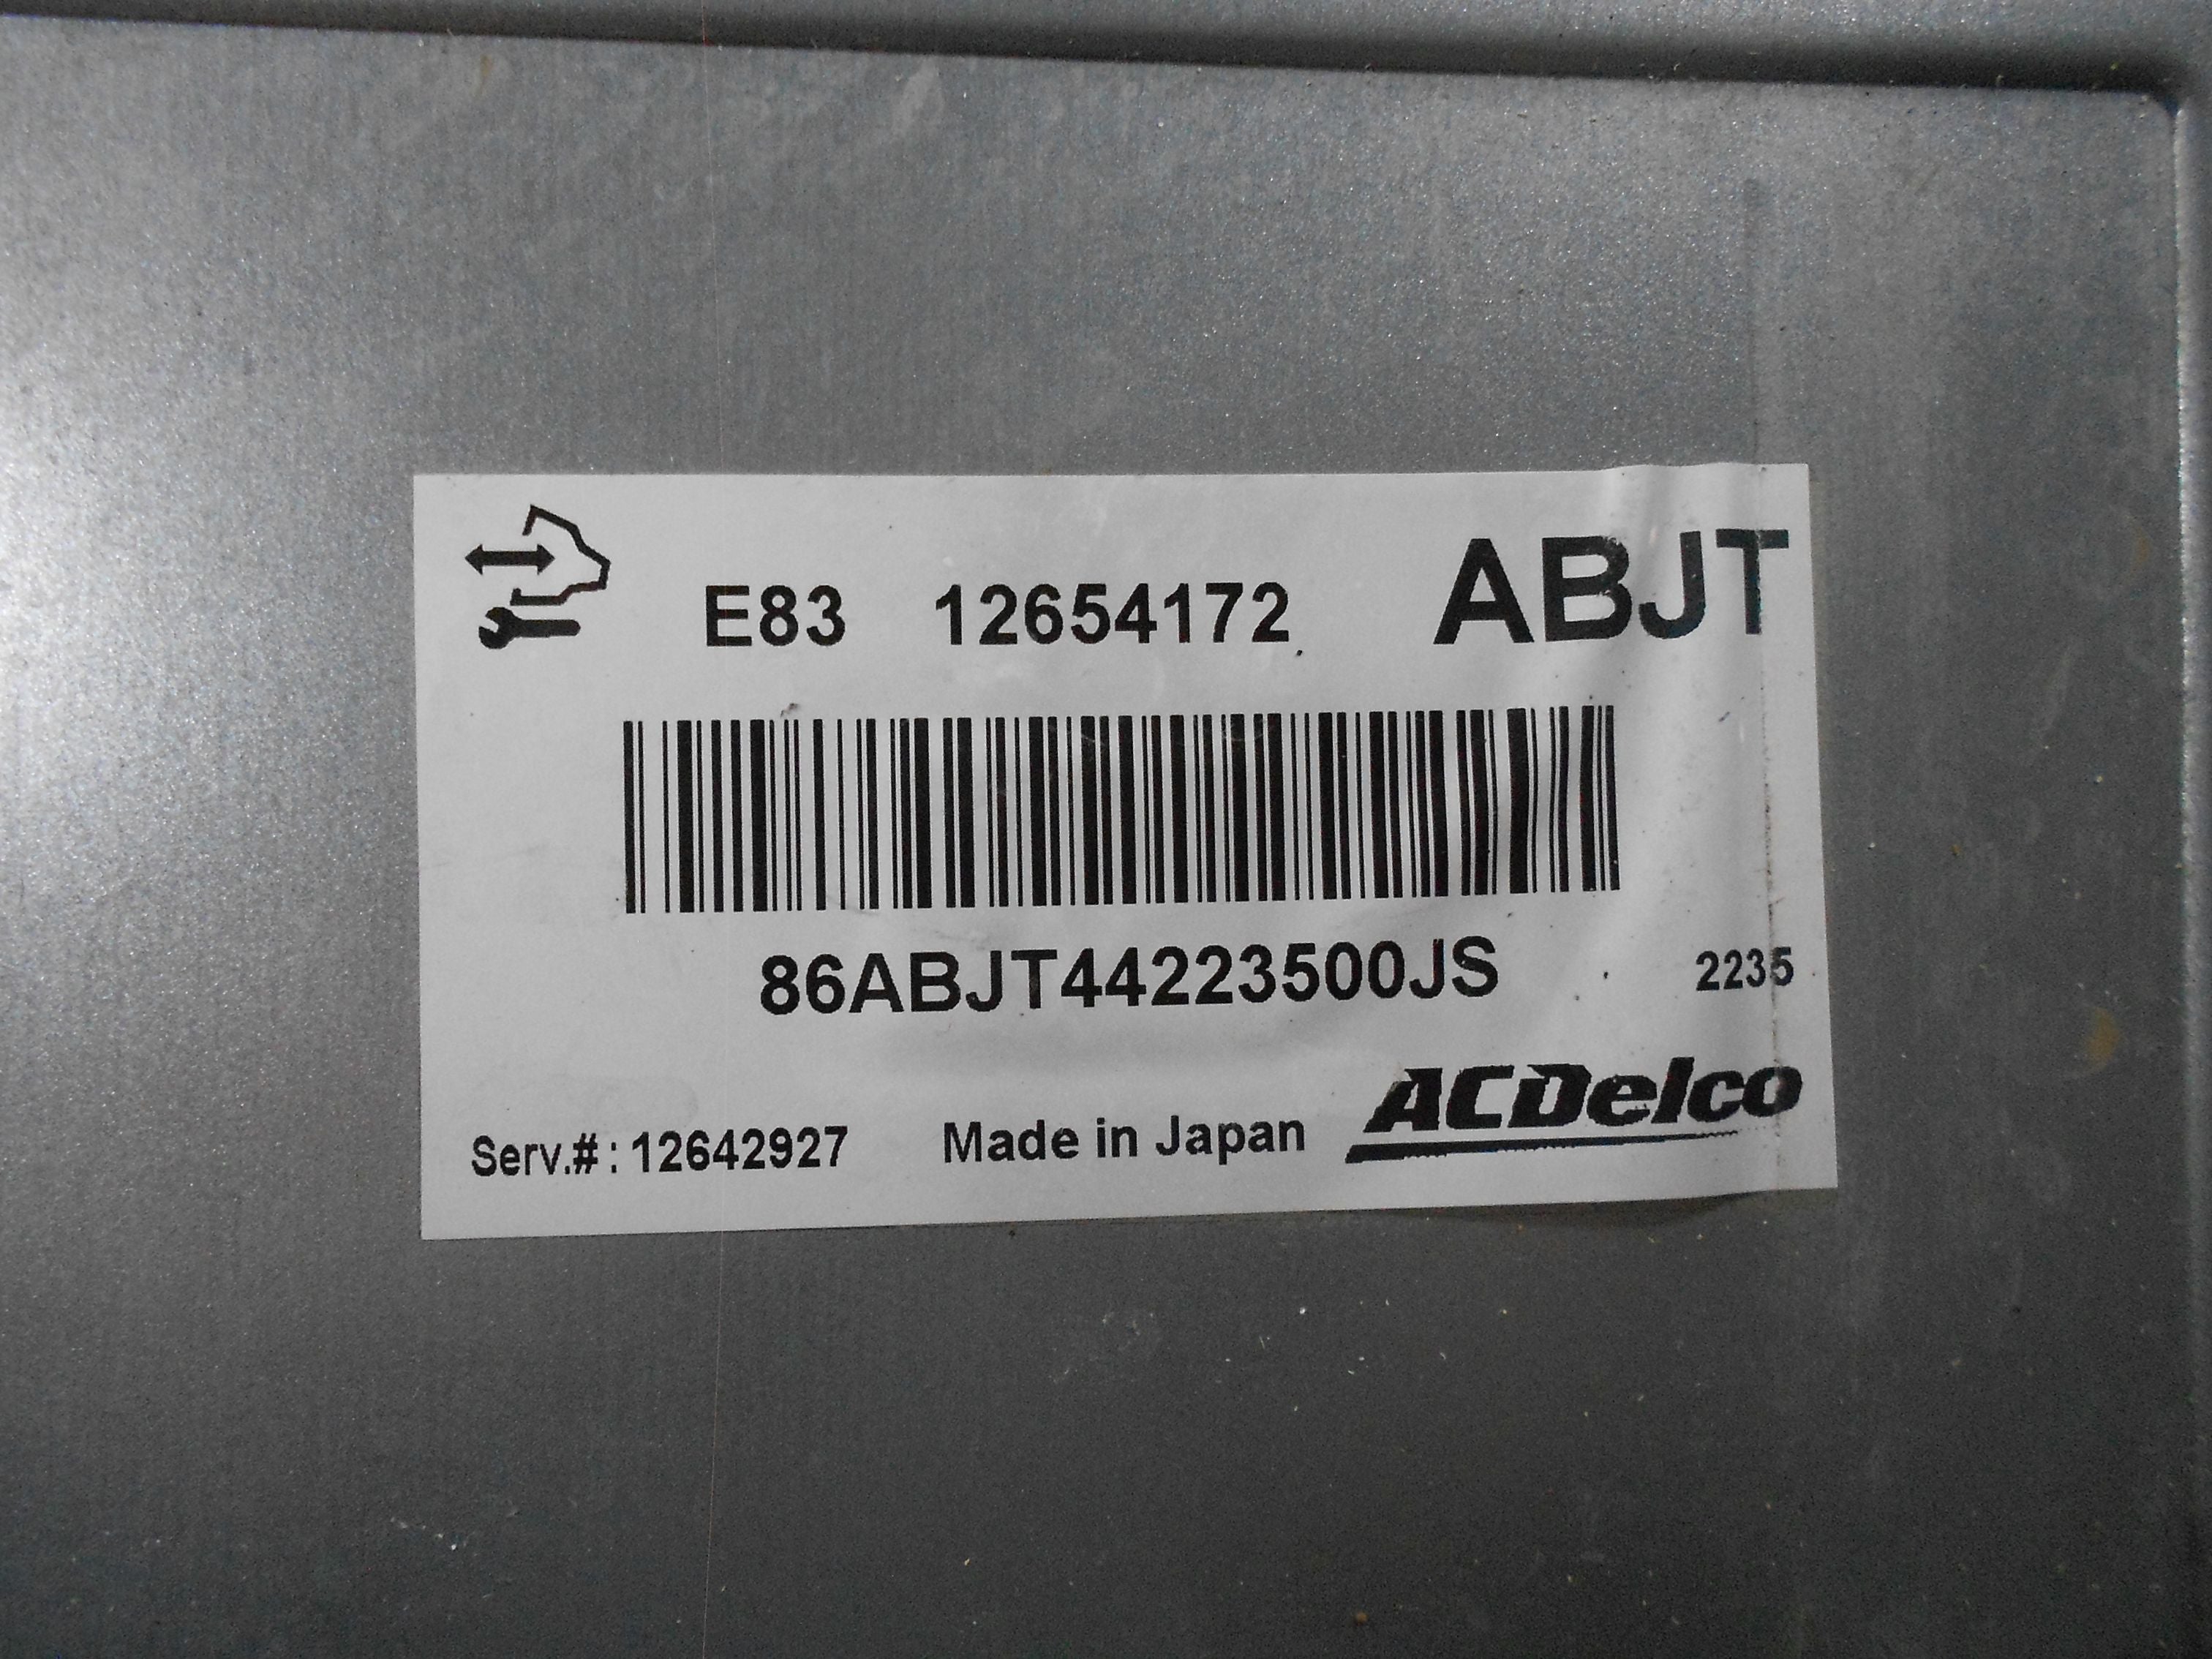 E83 12654172 ABJT
86ABJT44223500JS 2235
Serv.#: 12642927 Made in Japan ACDelco